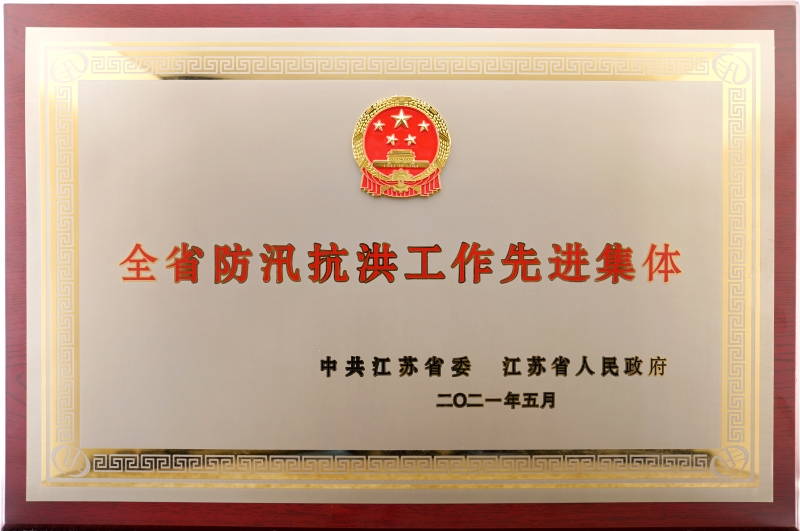 全省防汛抗洪工作先进集体
中共江苏省委 江苏省人民政府
二〇二一年五月